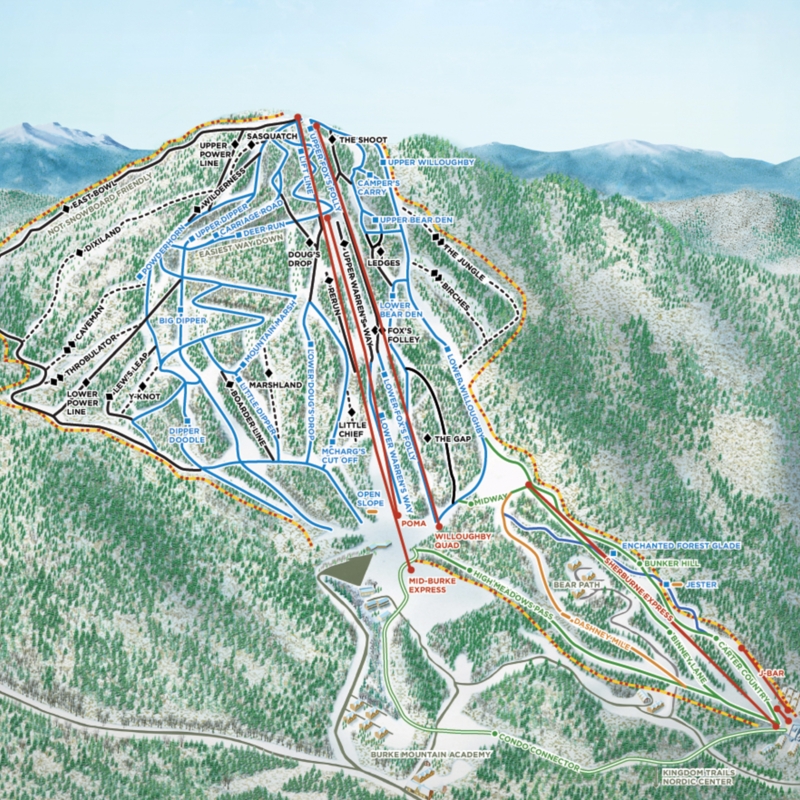 SASQUATCH
THE SHOOT
UPPER
POWER
LINE
UPPER WILLOUGHBY
LIFT LINE
UPPER FOX'S FOLLY
CAMPER'S
CARRY
EAST BOWL
NOT SNOWBOARD FRIENDLY
WILDERNESS
UPPER DIPPER
CARRIAGE ROAD
DEER RUN
EASIEST WAY DOWN
UPPER BEAR DEN
DIXILAND
POWDERHORN
DOUG'S
DROP
UPPER WARREN'S WAY
LEDGES
THE JUNGLE
BIRCHES
RERUN
LOWER
BEAR DEN
CAVEMAN
BIG DIPPER
MOUNTAIN MARSH
FOX'S
FOLLEY
THROBULATOR
LEW'S LEAP
LOWER
POWER
LINE
Y-KNOT
MARSHLAND
LITTLE DIPPER
BOARDER LINE
LOWER DOUG'S DROP
LOWER WILLOUGHBY
LITTLE
CHIEF
LOWER FOX'S FOLLY
LOWER WARREN'S WAY
THE GAP
DIPPER
DOODLE
MCHARG'S
CUT OFF
OPEN
SLOPE
MIDWAY
POMA
WILLOUGHBY
QUAD
ENCHANTED FOREST GLADE
BUNKER HILL
SHERBURNE EXPRESS
MID-BURKE
EXPRESS
HIGH MEADOWS PASS
BEAR PATH
JESTER
DASHNEY MILE
BINNEY LANE
CARTER COUNTRY
J-BAR
CONDO CONNECTOR
BURKE MOUNTAIN ACADEMY
KINGDOM TRAILS
NORDIC CENTER